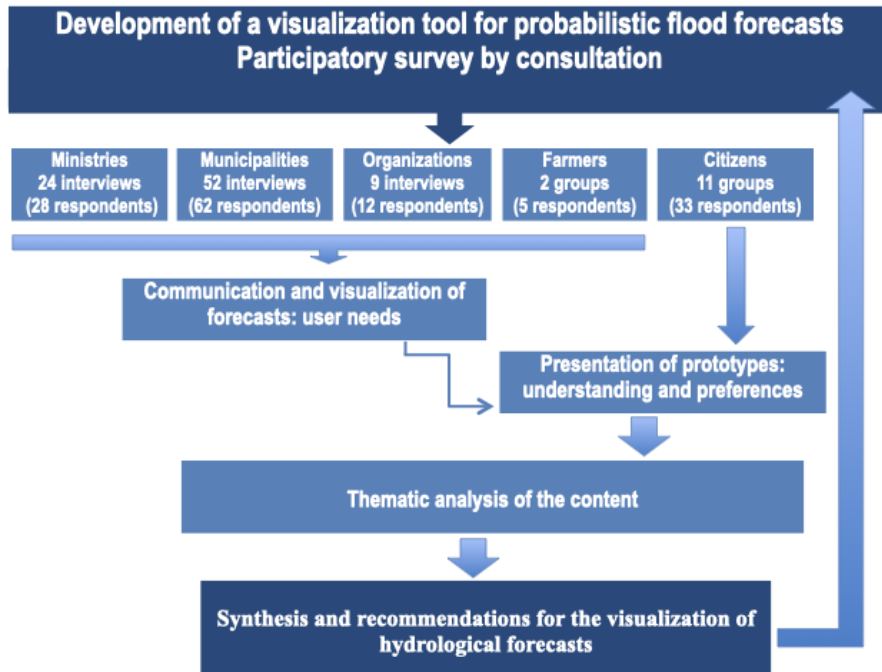 Development of a visualization tool for probabilistic flood forecasts
Participatory survey by consultation
Ministries
24 interviews
(28 respondents)
Municipalities
52 interviews
(62 respondents)
Organizations
9 interviews
(12 respondents)
Farmers
2 groups
(5 respondents)
Citizens
11 groups
(33 respondents)
Communication and visualization of
forecasts: user needs
Presentation of prototypes:
understanding and preferences
Thematic analysis of the content
Synthesis and recommendations for the visualization of
hydrological forecasts